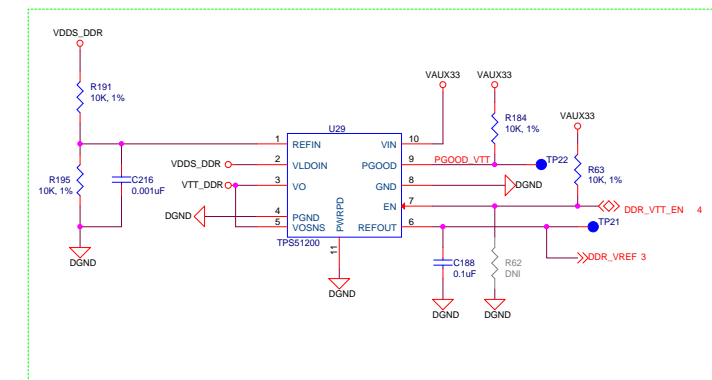 VDDS_DDR
R191
10K, 1%
R195
10K, 1%
C216
0.001uF
DGND
VDDS_DDR
VTT_DDR
DGND
U29
1
REFIN
2
VLDOIN
3
VO
4
PGND
5
VOSNS
TPS51200
PWRPD
11
DGND
VIN
10
PGOOD
9
GND
8
EN
7
REFOUT
6
VAUX33
VAUX33
R184
10K, 1%
PGOOD_VTT
TP22
DGND
VAUX33
R63
10K, 1%
DDR_VTT_EN 4
TP21
DDR_VREF 3
C188
0.1uF
DGND
R62
DNI
DGND